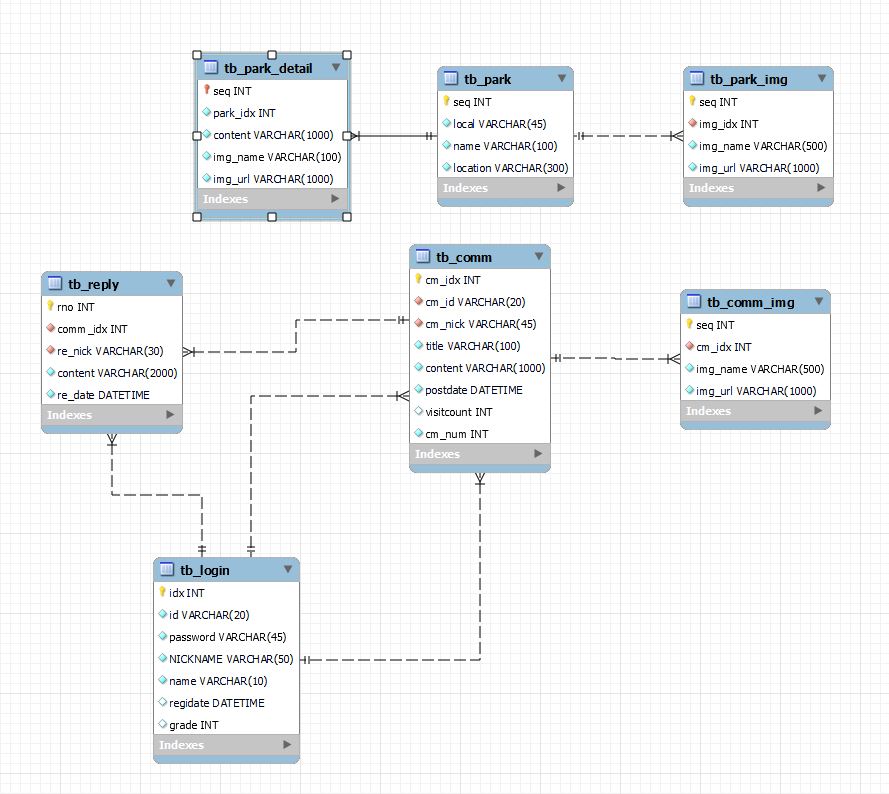 tb_park_detail
seq INT
park_idx INT
content VARCHAR(1000)
img_name VARCHAR(100)
img_url VARCHAR(1000)
Indexes
tb_park
seq INT
local VARCHAR(45)
name VARCHAR(100)
location VARCHAR(300)
Indexes
tb_park_img
seq INT
img_idx INT
img_name VARCHAR(500)
img_url VARCHAR(1000)
Indexes
tb_reply
rno INT
comm_idx INT
re_nick VARCHAR(30)
content VARCHAR(2000)
re_date DATETIME
Indexes
tb_comm
cm_idx INT
cm_id VARCHAR(20)
cm_nick VARCHAR(45)
title VARCHAR(100)
content VARCHAR(1000)
postdate DATETIME
visitcount INT
cm_num INT
Indexes
tb_comm_img
seq INT
cm_idx INT
img_name VARCHAR(500)
img_url VARCHAR(1000)
Indexes
tb_login
idx INT
id VARCHAR(20)
password VARCHAR(45)
NICKNAME VARCHAR(50)
name VARCHAR(10)
regidate DATETIME
grade INT
Indexes